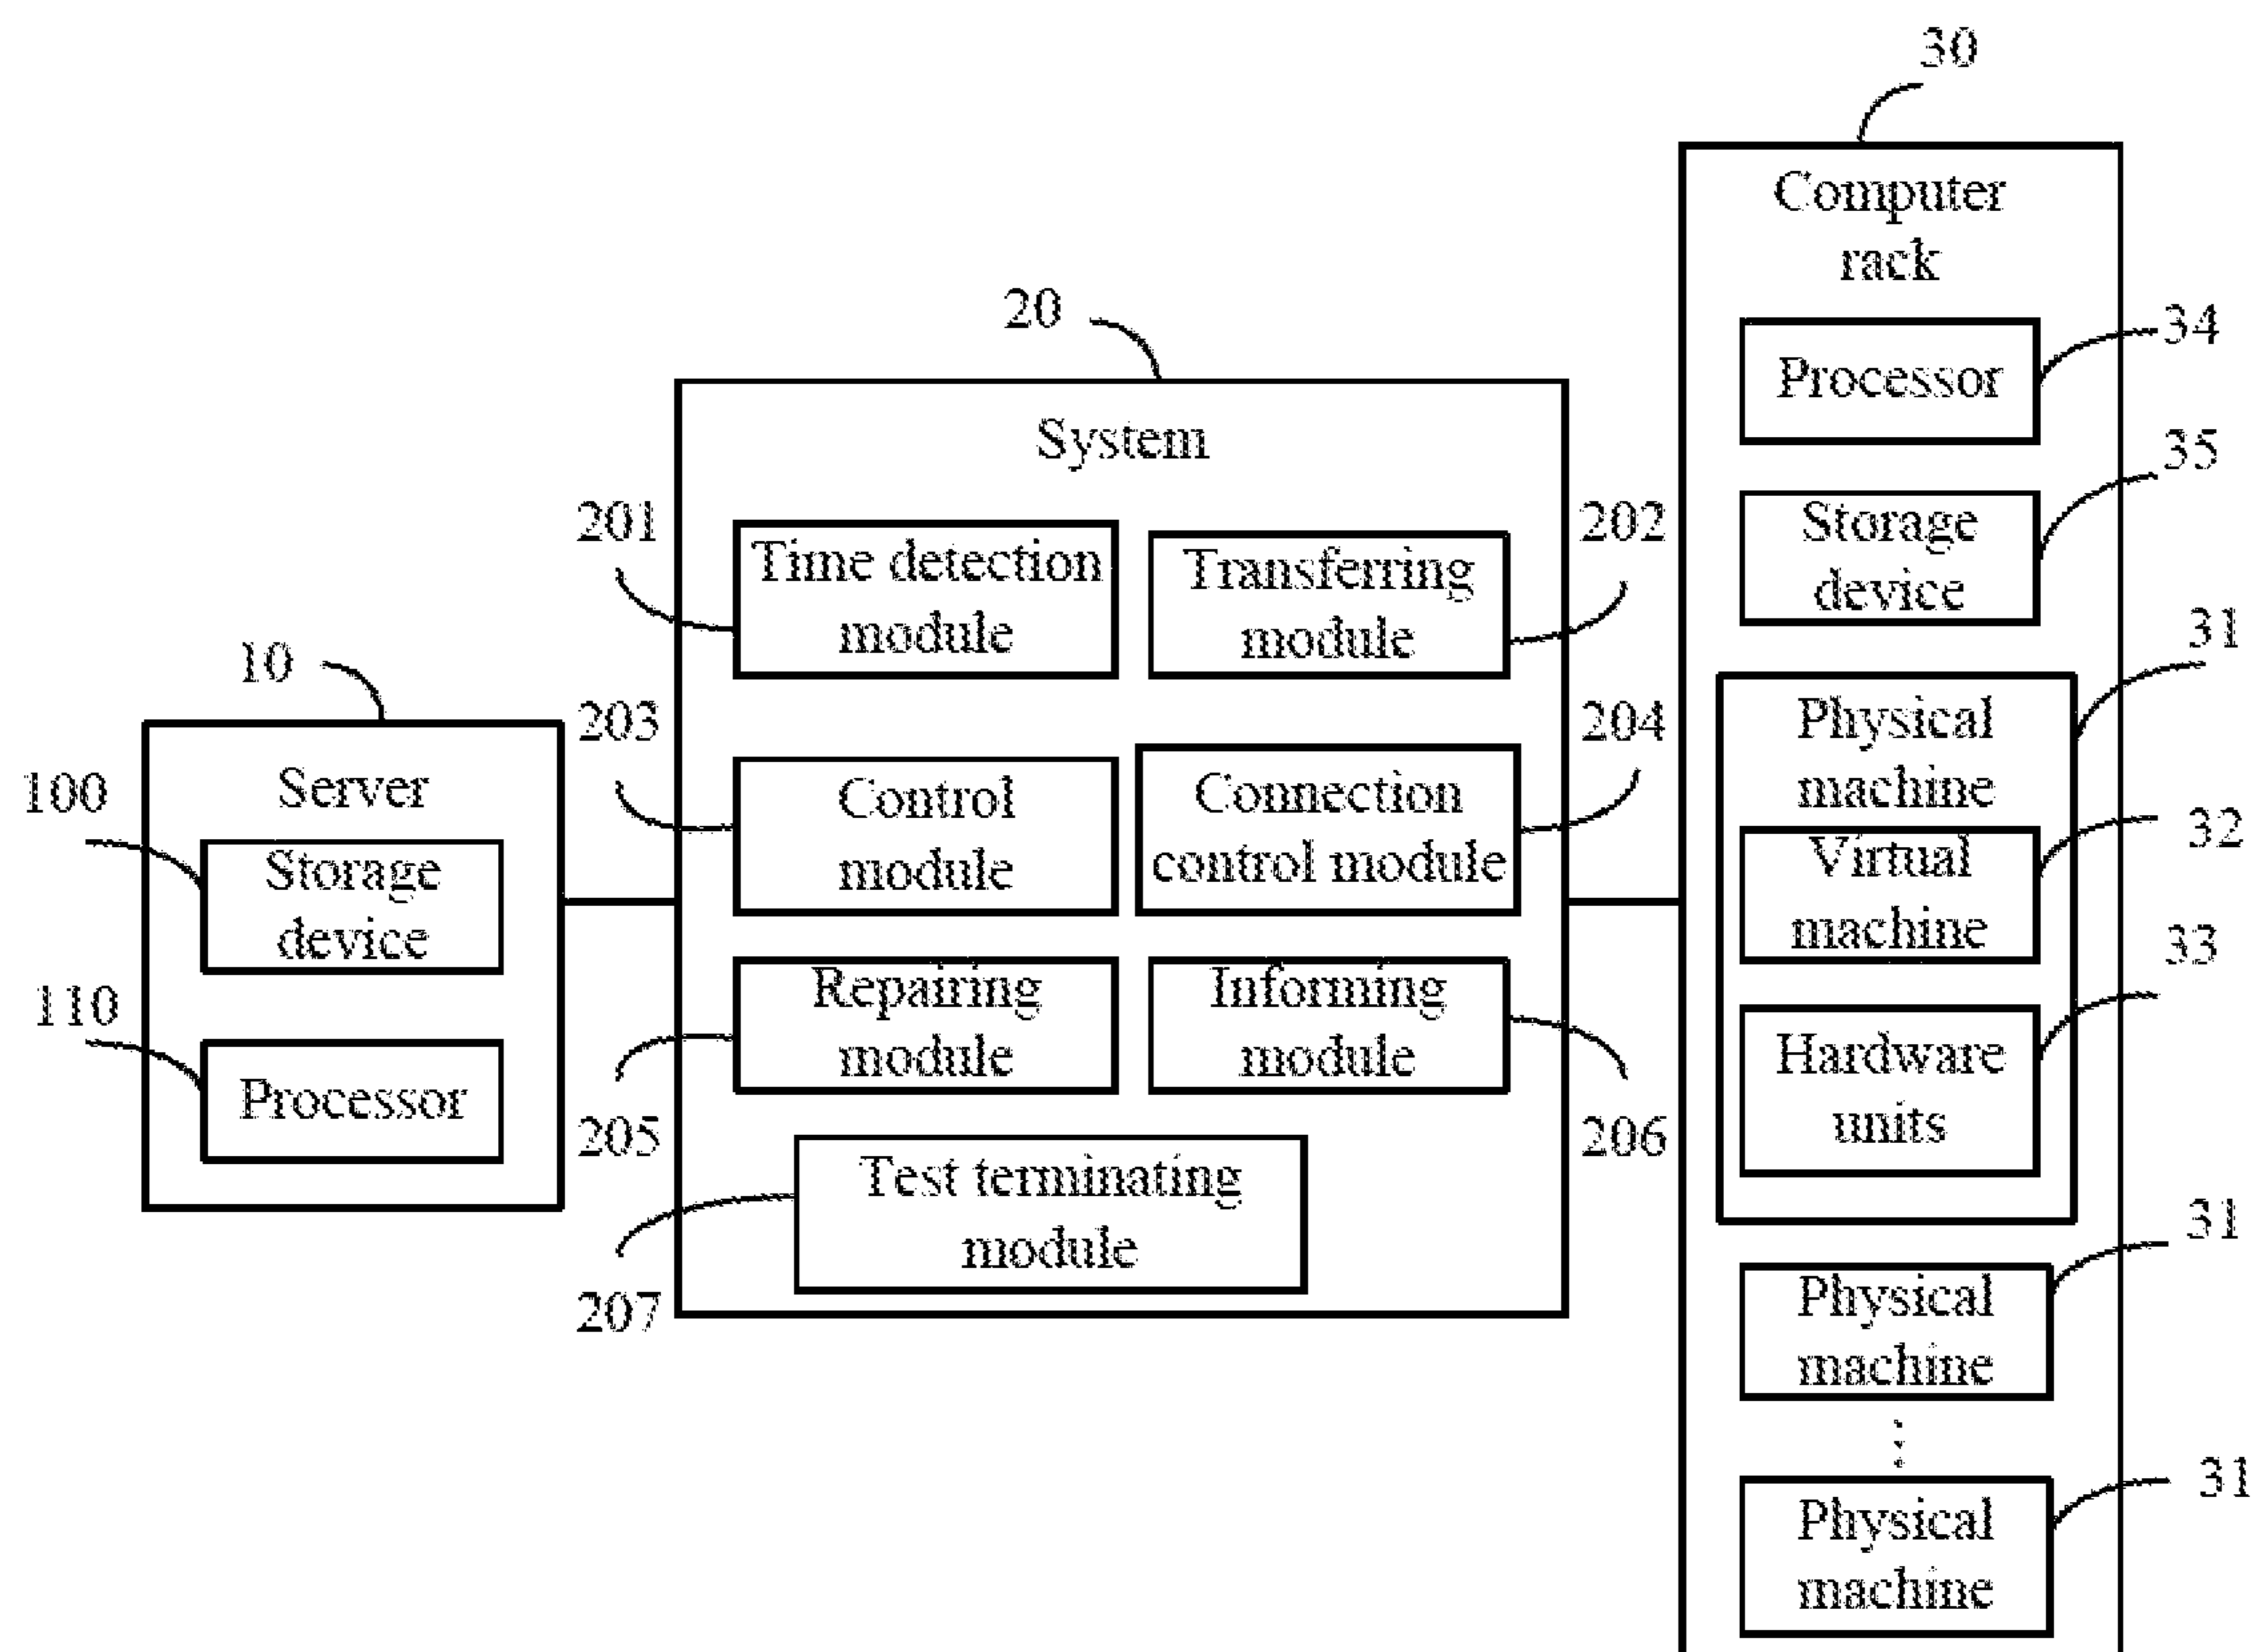 30
Computer
rack
34
Processor
35
Storage
device
31
Physical
machine
32
Virtual
machine
33
Hardware
units
31
Physical
machine
31
Physical
machine
20
System
201
Time detection
module
202
Transferring
module
203
Control
module
204
Connection
control module
205
Repairing
module
206
Informing
module
207
Test terminating
module
10
Server
100
Storage
device
110
Processor